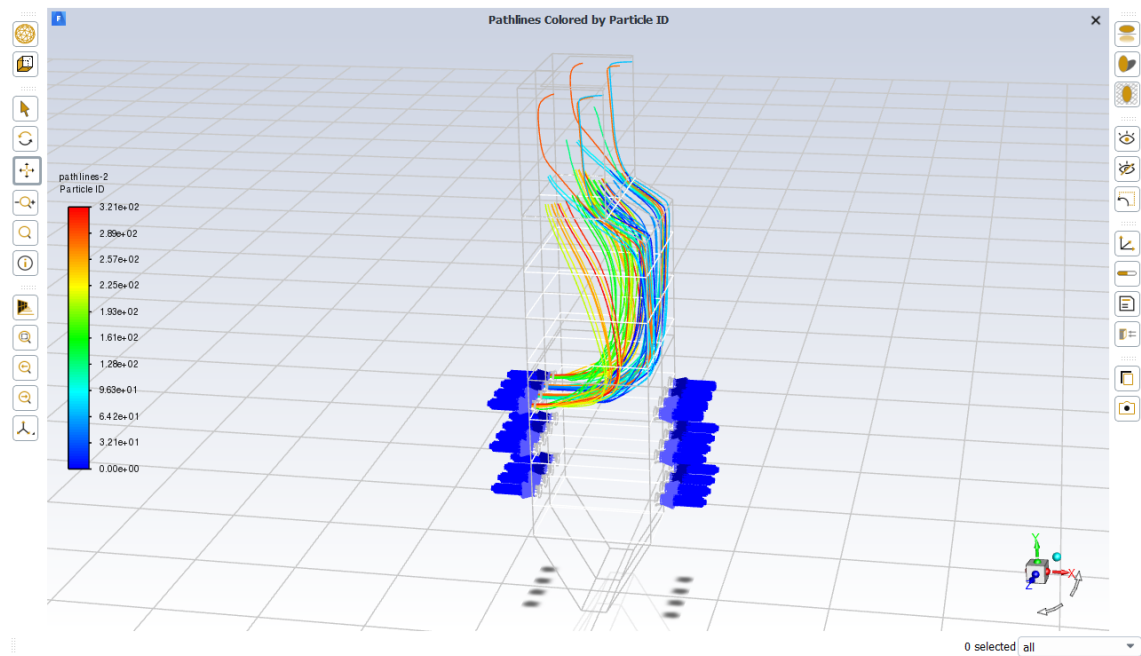 Pathlines Colored by Particle ID
pathlines-2
Particle ID
3.21e+02
2.89e+02
2.57e+02
2.25e+02
1.93e+02
1.61e+02
1.28e+02
9.63e+01
6.42e+01
3.21e+01
0.00e+00
Y
X
Z
0 selected all